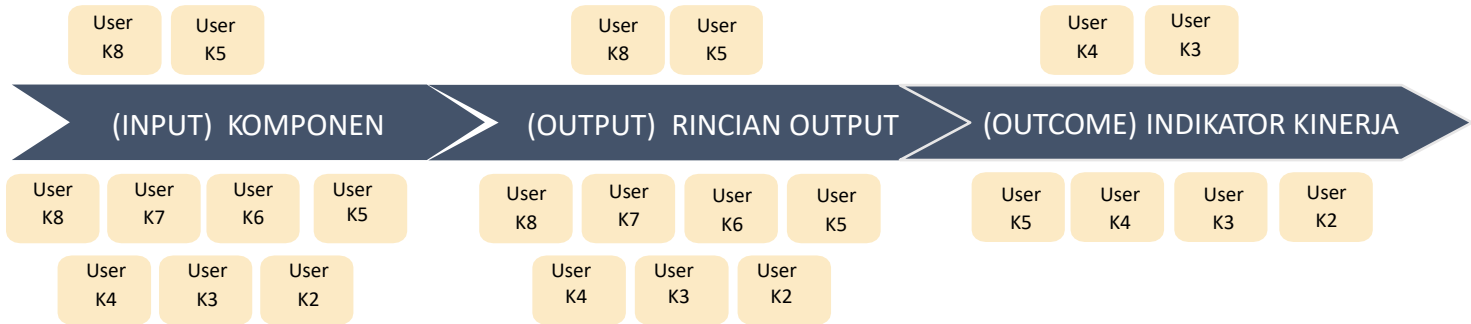 User
K8
User
K5
User
K8
User
K5
User
K4
User
K3
(INPUT) KOMPONEN
(OUTPUT) RINCIAN OUTPUT
(OUTCOME) INDIKATOR KINERJA
User
K8
User
K7
User
K6
User
K5
User
K8
User
K7
User
K6
User
K5
User
K5
User
K4
User
K3
User
K2
User
K4
User
K3
User
K2
User
K4
User
K3
User
K2